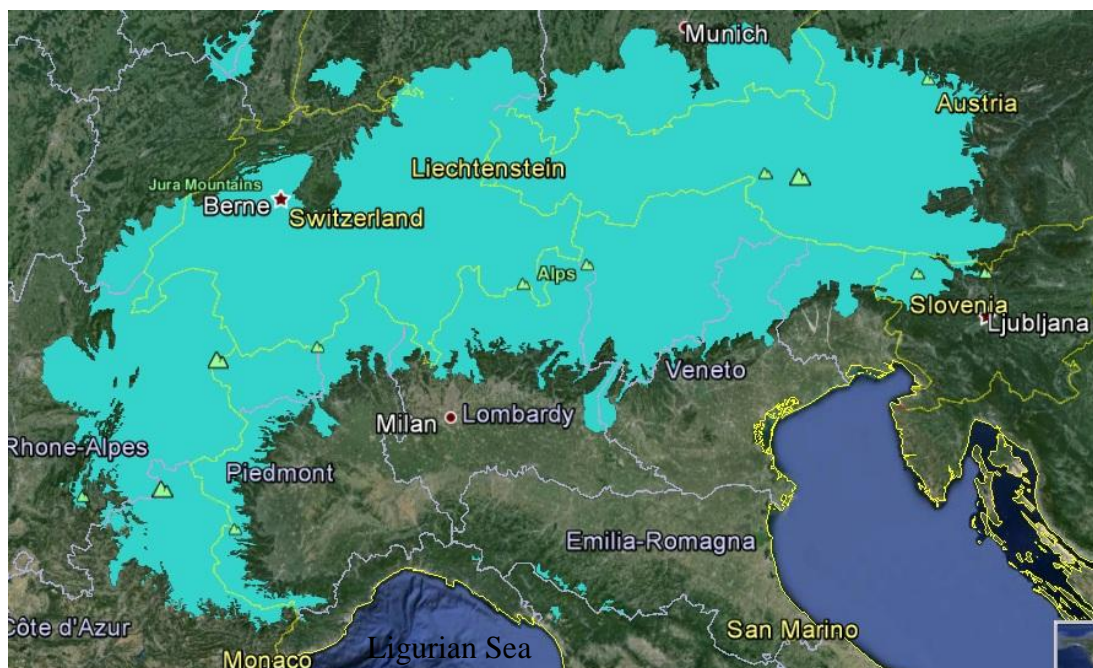 Munich
Austria
Liechtenstein
Jura Mountains
Berne
Switzerland
Alps
Slovenia
Ljubljana
Veneto
Milan
Lombardy
Rhone-Alpes
Piedmont
Emilia-Romagna
Côte d'Azur
San Marino
Monaco
Ligurian Sea